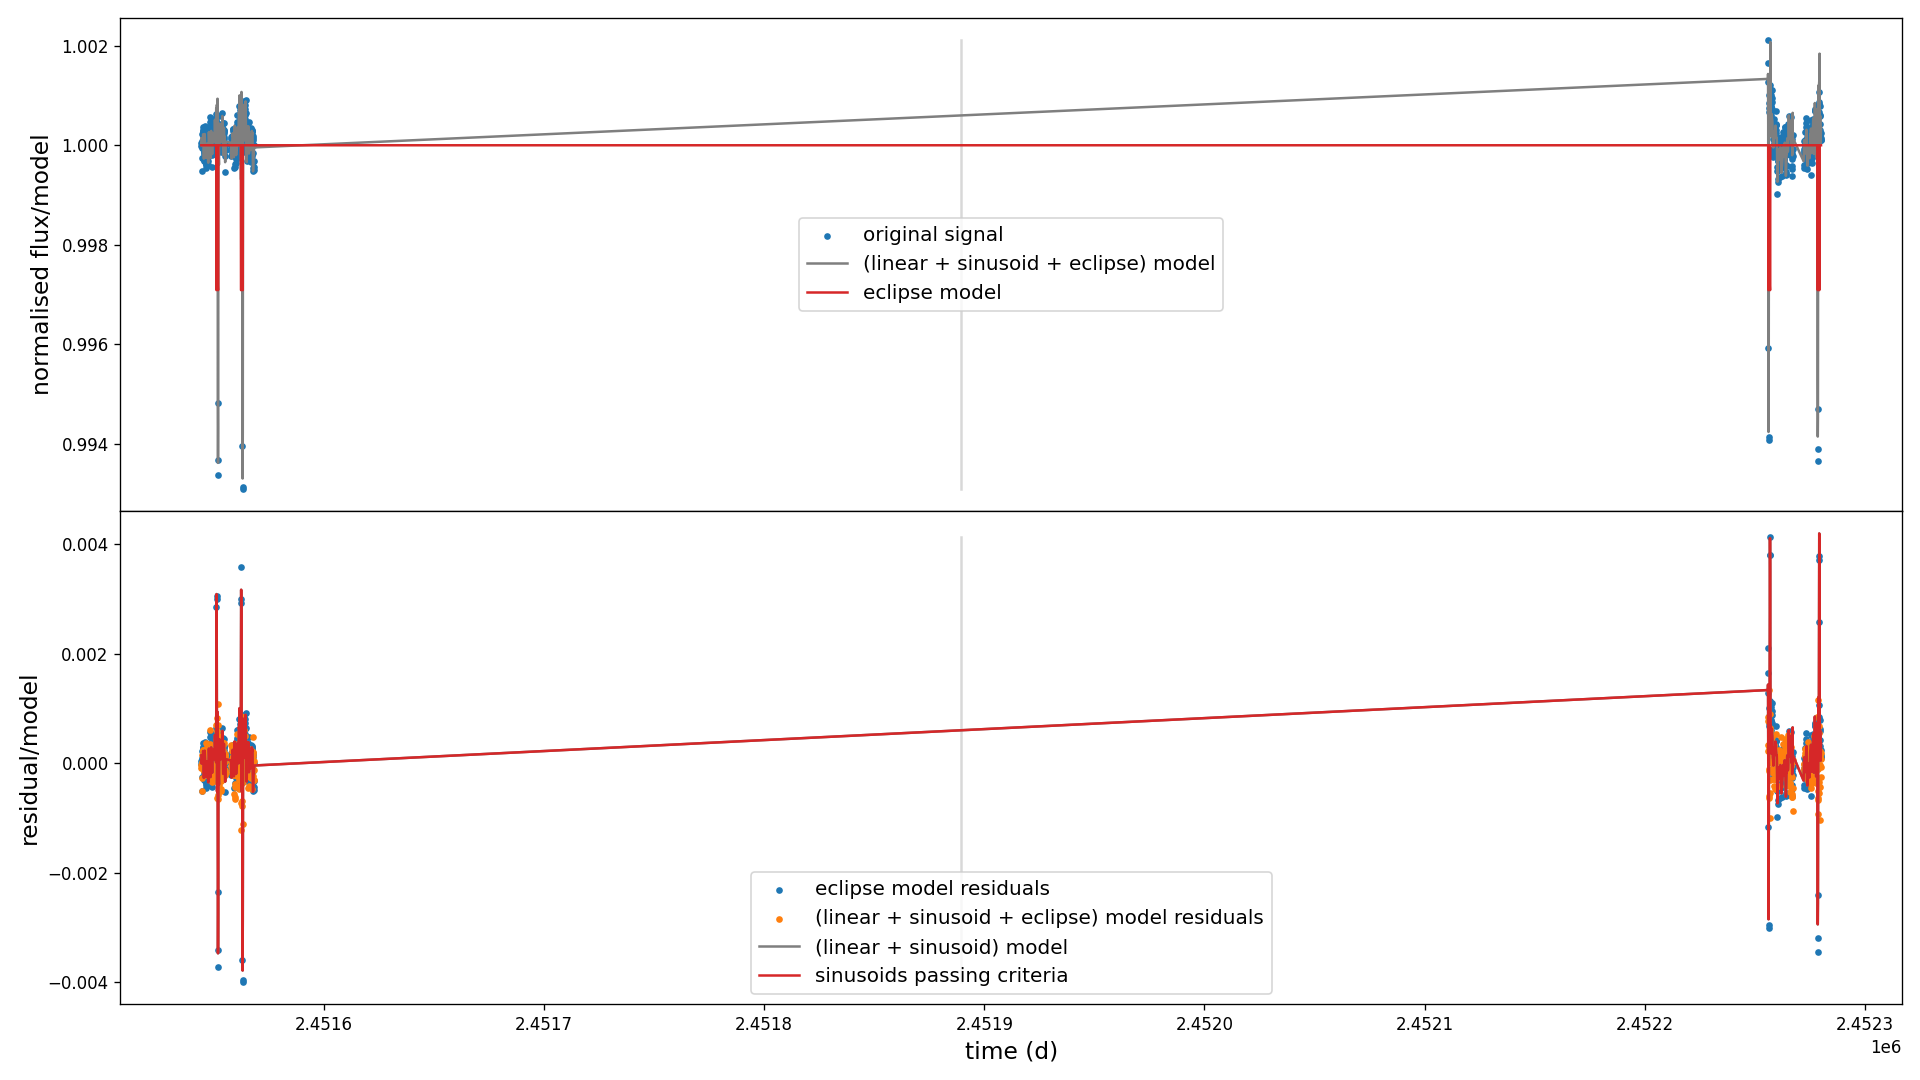 1.002
1.000
0.998
0.996
0.994
normalised flux/model
original signal
(linear + sinusoid + eclipse) model
eclipse model
0.004
0.002
0.000
−0.002
−0.004
residual/model
eclipse model residuals
(linear + sinusoid + eclipse) model residuals
(linear + sinusoid) model
sinusoids passing criteria
2.4516 2.4517 2.4518 2.4519 2.4520 2.4521 2.4522 2.4523
1e6
time (d)